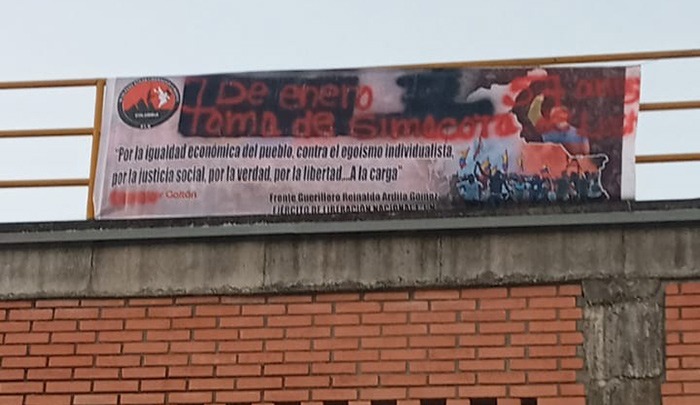 7 De enero
Toma de Simacota
"Por la igualdad económica del pueblo, contra el egoísmo individualista,
por la justicia social, por la verdad, por la libertad...A la carga"
Gaitán
Frente Guerrillero Reinaldo Ardila Gómez
EJÉRCITO DE LIBERACIÓN NACIONAL
COLOMBIA